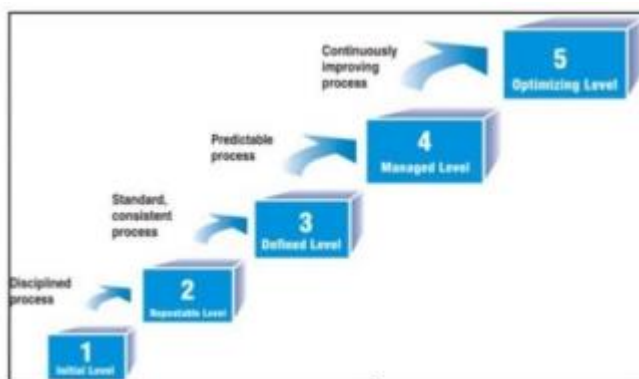 Continuously
improving
process
5
Optimizing Level
Predictable
process
4
Managed Level
Standard,
consistent
process
3
Defined Level
Disciplined
process
2
Repeatable Level
1
Initial Level